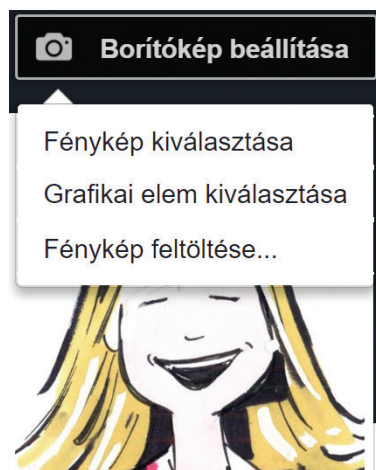 Borítókép beállítása
Fénykép kiválasztása
Grafikai elem kiválasztása
Fénykép feltöltése...